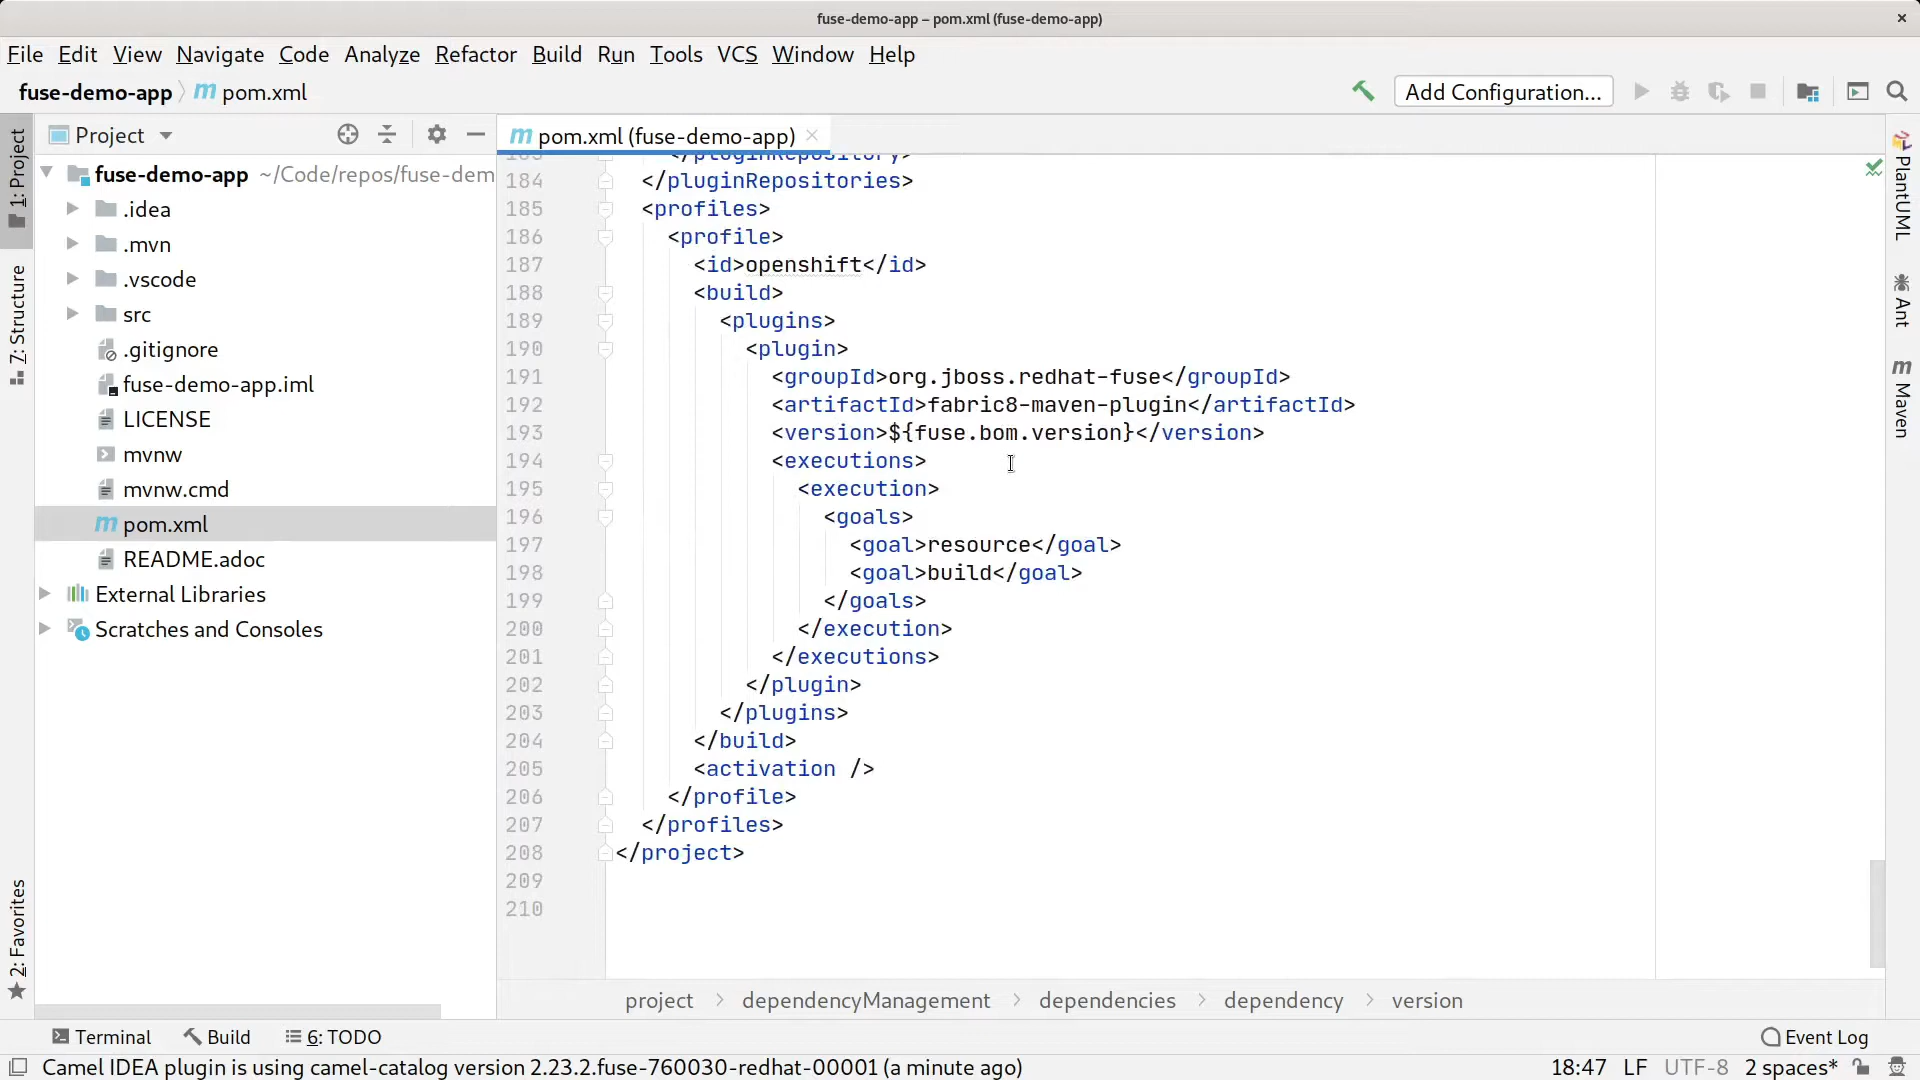 fuse-demo-app – pom.xml (fuse-demo-app)
File Edit View Navigate Code Analyze Refactor Build Run Tools VCS Window Help
fuse-demo-app m pom.xml Add Configuration...
1: Project
7: Structure
2: Favorites
Project
fuse-demo-app ~/Code/repos/fuse-dem
.idea
.mvn
.vscode
src
.gitignore
fuse-demo-app.iml
LICENSE
mvnw
mvnw.cmd
m pom.xml
README.adoc
External Libraries
Scratches and Consoles
m pom.xml (fuse-demo-app)
183 </pluginRepository>
184 </pluginRepositories>
185 <profiles>
186 <profile>
187 <id>openshift</id>
188 <build>
189 <plugins>
190 <plugin>
191 <groupId>org.jboss.redhat-fuse</groupId>
192 <artifactId>fabric8-maven-plugin</artifactId>
193 <version>${fuse.bom.version}</version>
194 <executions>
195 <execution>
196 <goals>
197 <goal>resource</goal>
198 <goal>build</goal>
199 </goals>
200 </execution>
201 </executions>
202 </plugin>
203 </plugins>
204 </build>
205 <activation />
206 </profile>
207 </profiles>
208 </project>
209
210
project > dependencyManagement > dependencies > dependency > version
PlantUML
Ant
m Maven
Terminal Build 6: TODO Event Log
Camel IDEA plugin is using camel-catalog version 2.23.2.fuse-760030-redhat-00001 (a minute ago) 18:47 LF UTF-8 2 spaces*